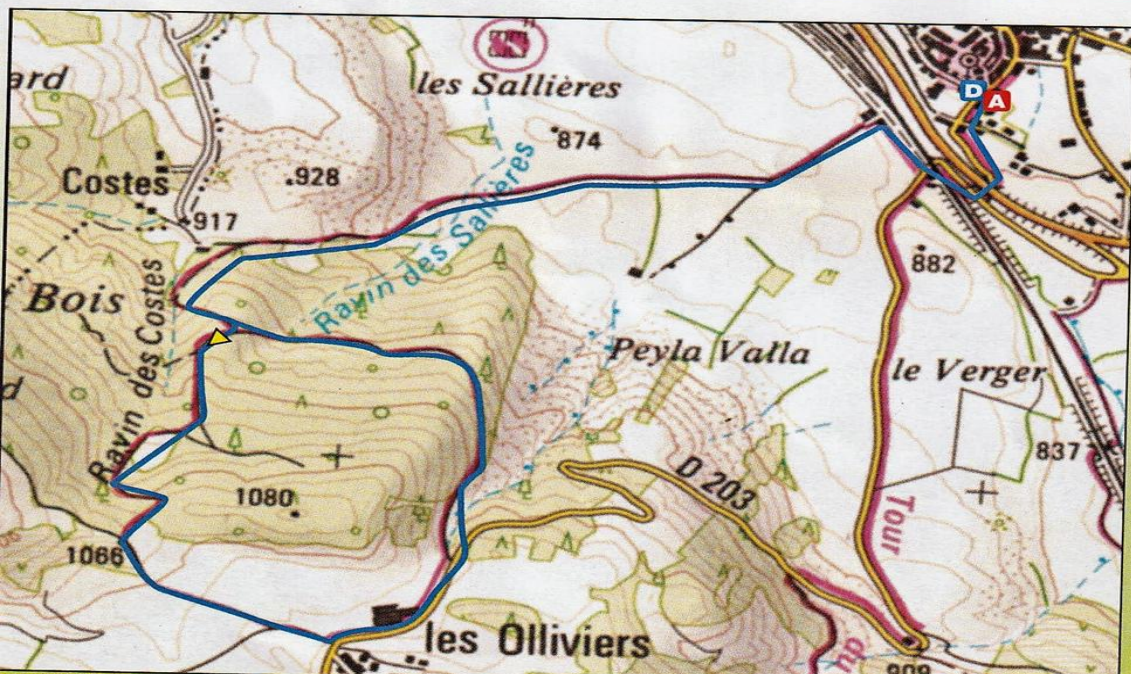 D
A
ard
les Sallières
874
Costes
928
917
Ravin des Sallières
882
Bois
Ravin des Costes
Peyla Valla
le Verger
d
837
D 203
Tour
1080
1066
les Olliviers
du